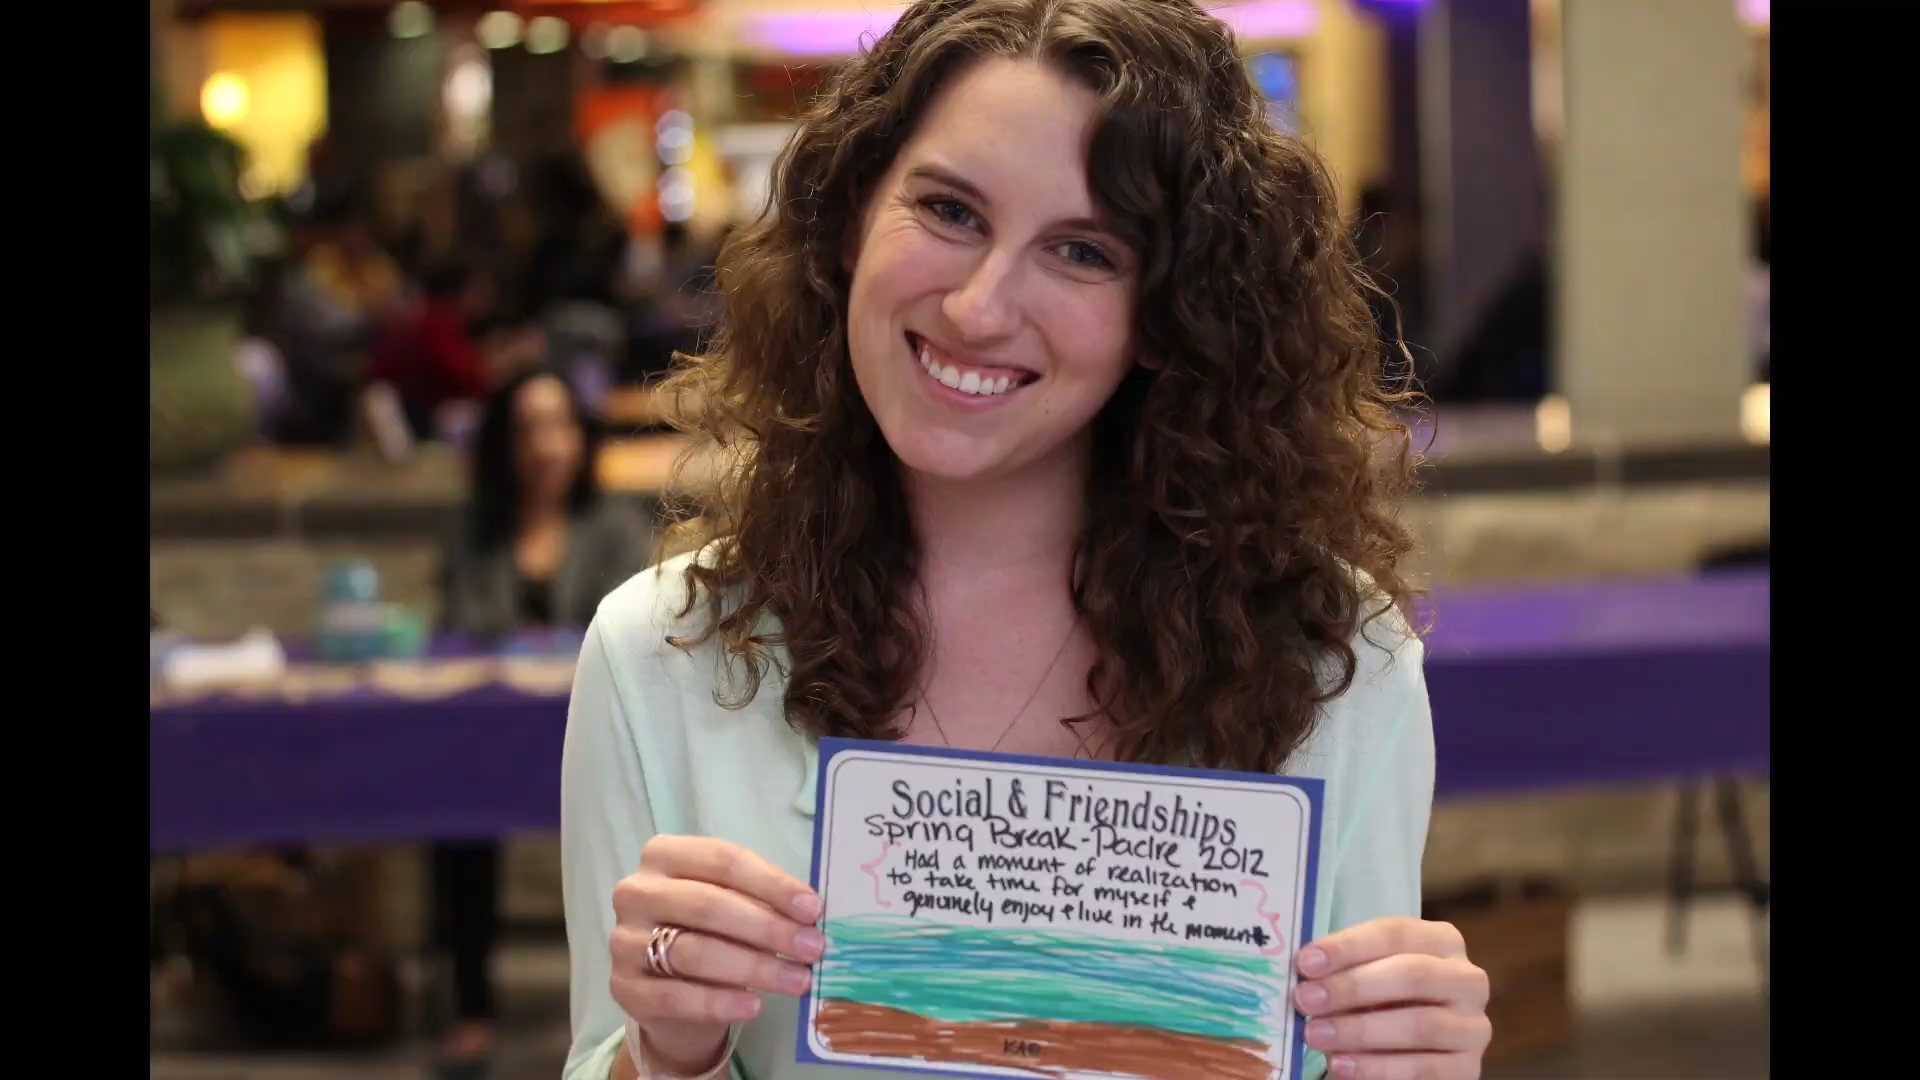 Social & Friendships
Spring Break - Padre 2012
Had a moment of realization
to take time for myself &
genuinely enjoy & live in the moment
KAΘ